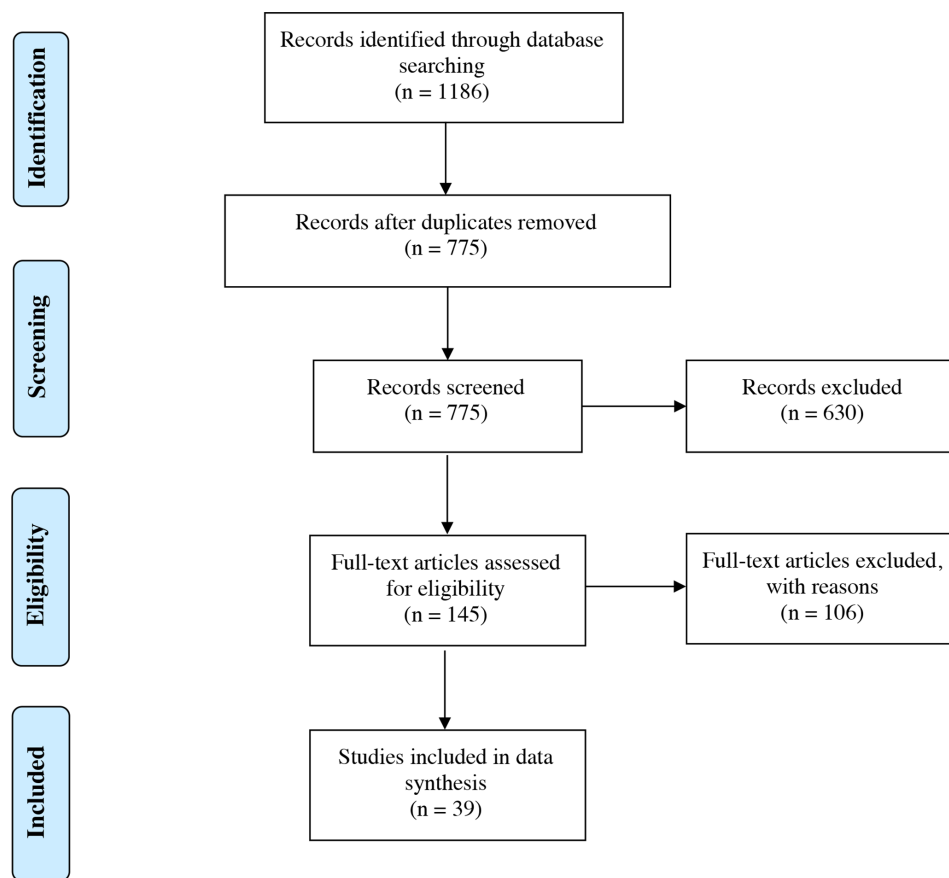 Identification
Records identified through database
searching
(n = 1186)
Records after duplicates removed
(n = 775)
Screening
Records screened
(n = 775)
Records excluded
(n = 630)
Eligibility
Full-text articles assessed
for eligibility
(n = 145)
Full-text articles excluded,
with reasons
(n = 106)
Included
Studies included in data
synthesis
(n = 39)